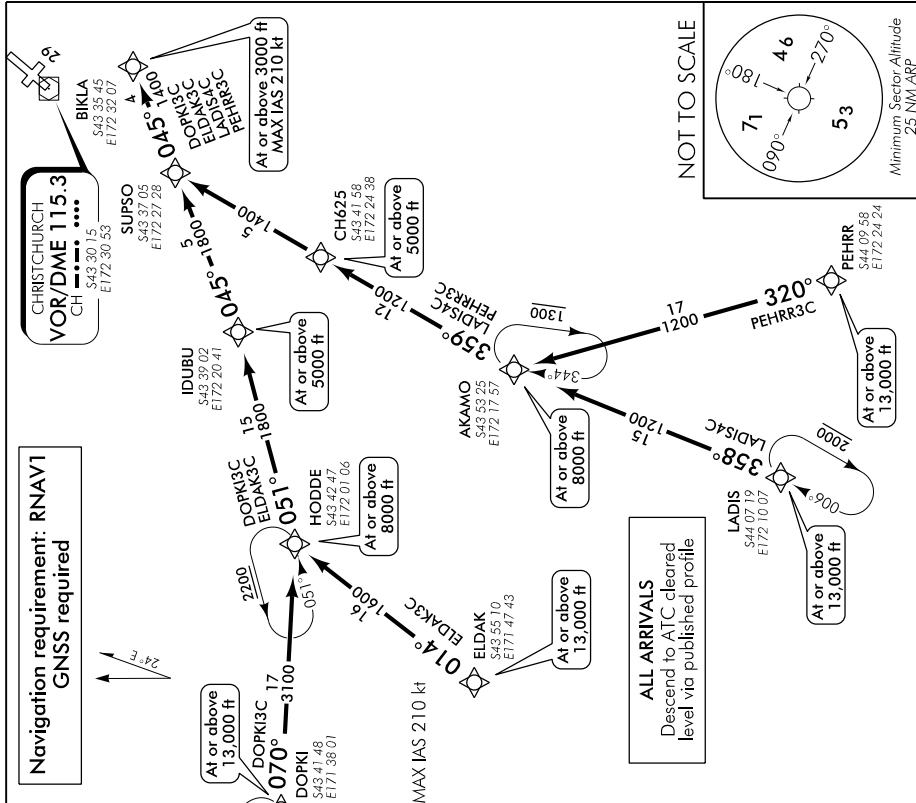 Navigation requirement: RNAV1
GNSS required
24° E
CHRISTCHURCH
VOR/DME 115.3
CH
S43 30 15
E172 30 53
29
BIKLA
S43 35 45
E172 32 07
At or above 3000 ft
MAX IAS 210 kt
4
045°
1400
DOPKI3C
ELDAK3C
LADIS4C
PEHRR3C
SUPSO
S43 37 05
E172 27 28
5
045°
1800
5
1400
IDUBU
S43 39 02
E172 20 41
At or above
5000 ft
CH625
S43 41 58
E172 24 38
At or above
5000 ft
15
1800
DOPKI3C
ELDAK3C
051°
HODDE
S43 42 47
E172 01 06
At or above
8000 ft
2200
051°
At or above
13,000 ft
DOPKI3C
070°
17
3100
DOPKI
S43 41 48
E171 38 01
16
1600
ELDAK3C
014°
ELDAK
S43 55 10
E171 47 43
At or above
13,000 ft
MAX IAS 210 kt
12
1200
LADIS4C
PEHRR3C
359°
AKAMO
S43 53 25
E172 17 57
At or above
8000 ft
1300
344°
15
1200
LADIS4C
358°
LADIS
S44 07 19
E172 10 07
At or above
13,000 ft
2000
006°
17
1200
320°
PEHRR3C
PEHRR
S44 09 58
E172 24 24
At or above
13,000 ft
ALL ARRIVALS
Descend to ATC cleared
level via published profile
NOT TO SCALE
180°
46
270°
71
090°
53
Minimum Sector Altitude
25 NM ARP